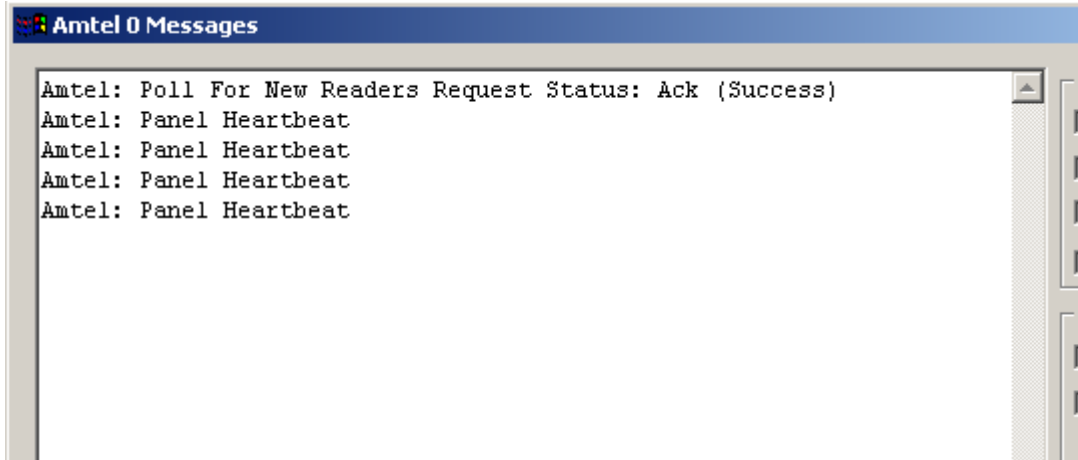 Amtel 0 Messages
Amtel: Poll For New Readers Request Status: Ack (Success)
Amtel: Panel Heartbeat
Amtel: Panel Heartbeat
Amtel: Panel Heartbeat
Amtel: Panel Heartbeat